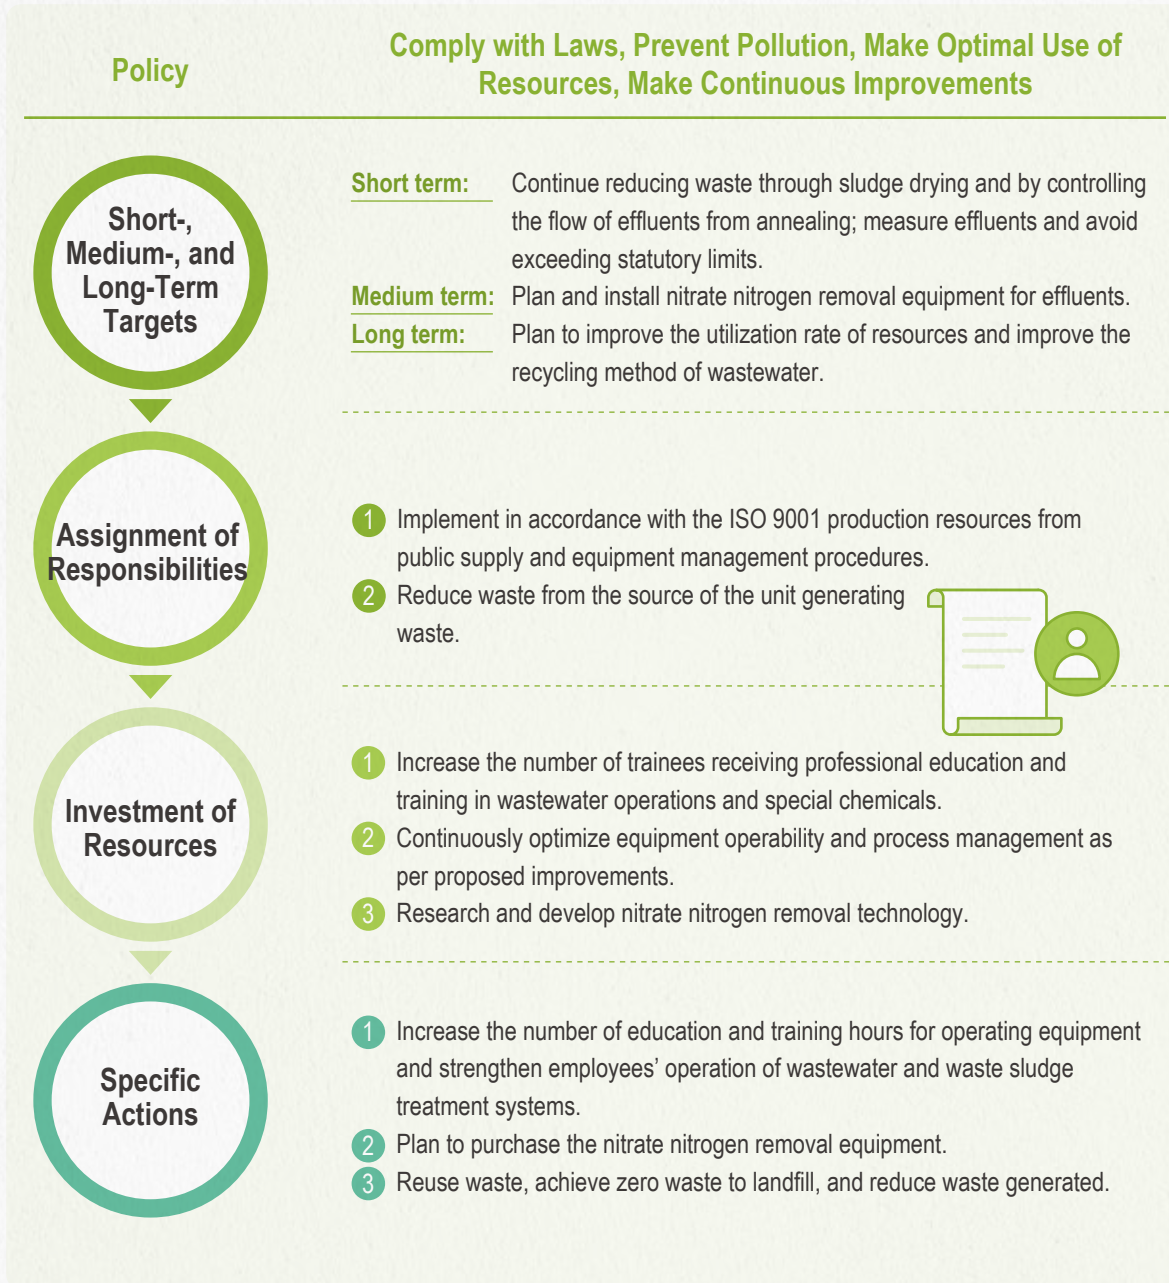 Policy
Comply with Laws, Prevent Pollution, Make Optimal Use of
Resources, Make Continuous Improvements
Short-,
Medium-, and
Long-Term
Targets
Short term: Continue reducing waste through sludge drying and by controlling
the flow of effluents from annealing; measure effluents and avoid
exceeding statutory limits.
Medium term: Plan and install nitrate nitrogen removal equipment for effluents.
Long term: Plan to improve the utilization rate of resources and improve the
recycling method of wastewater.
Assignment of
Responsibilities
1 Implement in accordance with the ISO 9001 production resources from
public supply and equipment management procedures.
2 Reduce waste from the source of the unit generating
waste.
Investment of
Resources
1 Increase the number of trainees receiving professional education and
training in wastewater operations and special chemicals.
2 Continuously optimize equipment operability and process management as
per proposed improvements.
3 Research and develop nitrate nitrogen removal technology.
Specific
Actions
1 Increase the number of education and training hours for operating equipment
and strengthen employees’ operation of wastewater and waste sludge
treatment systems.
2 Plan to purchase the nitrate nitrogen removal equipment.
3 Reuse waste, achieve zero waste to landfill, and reduce waste generated.